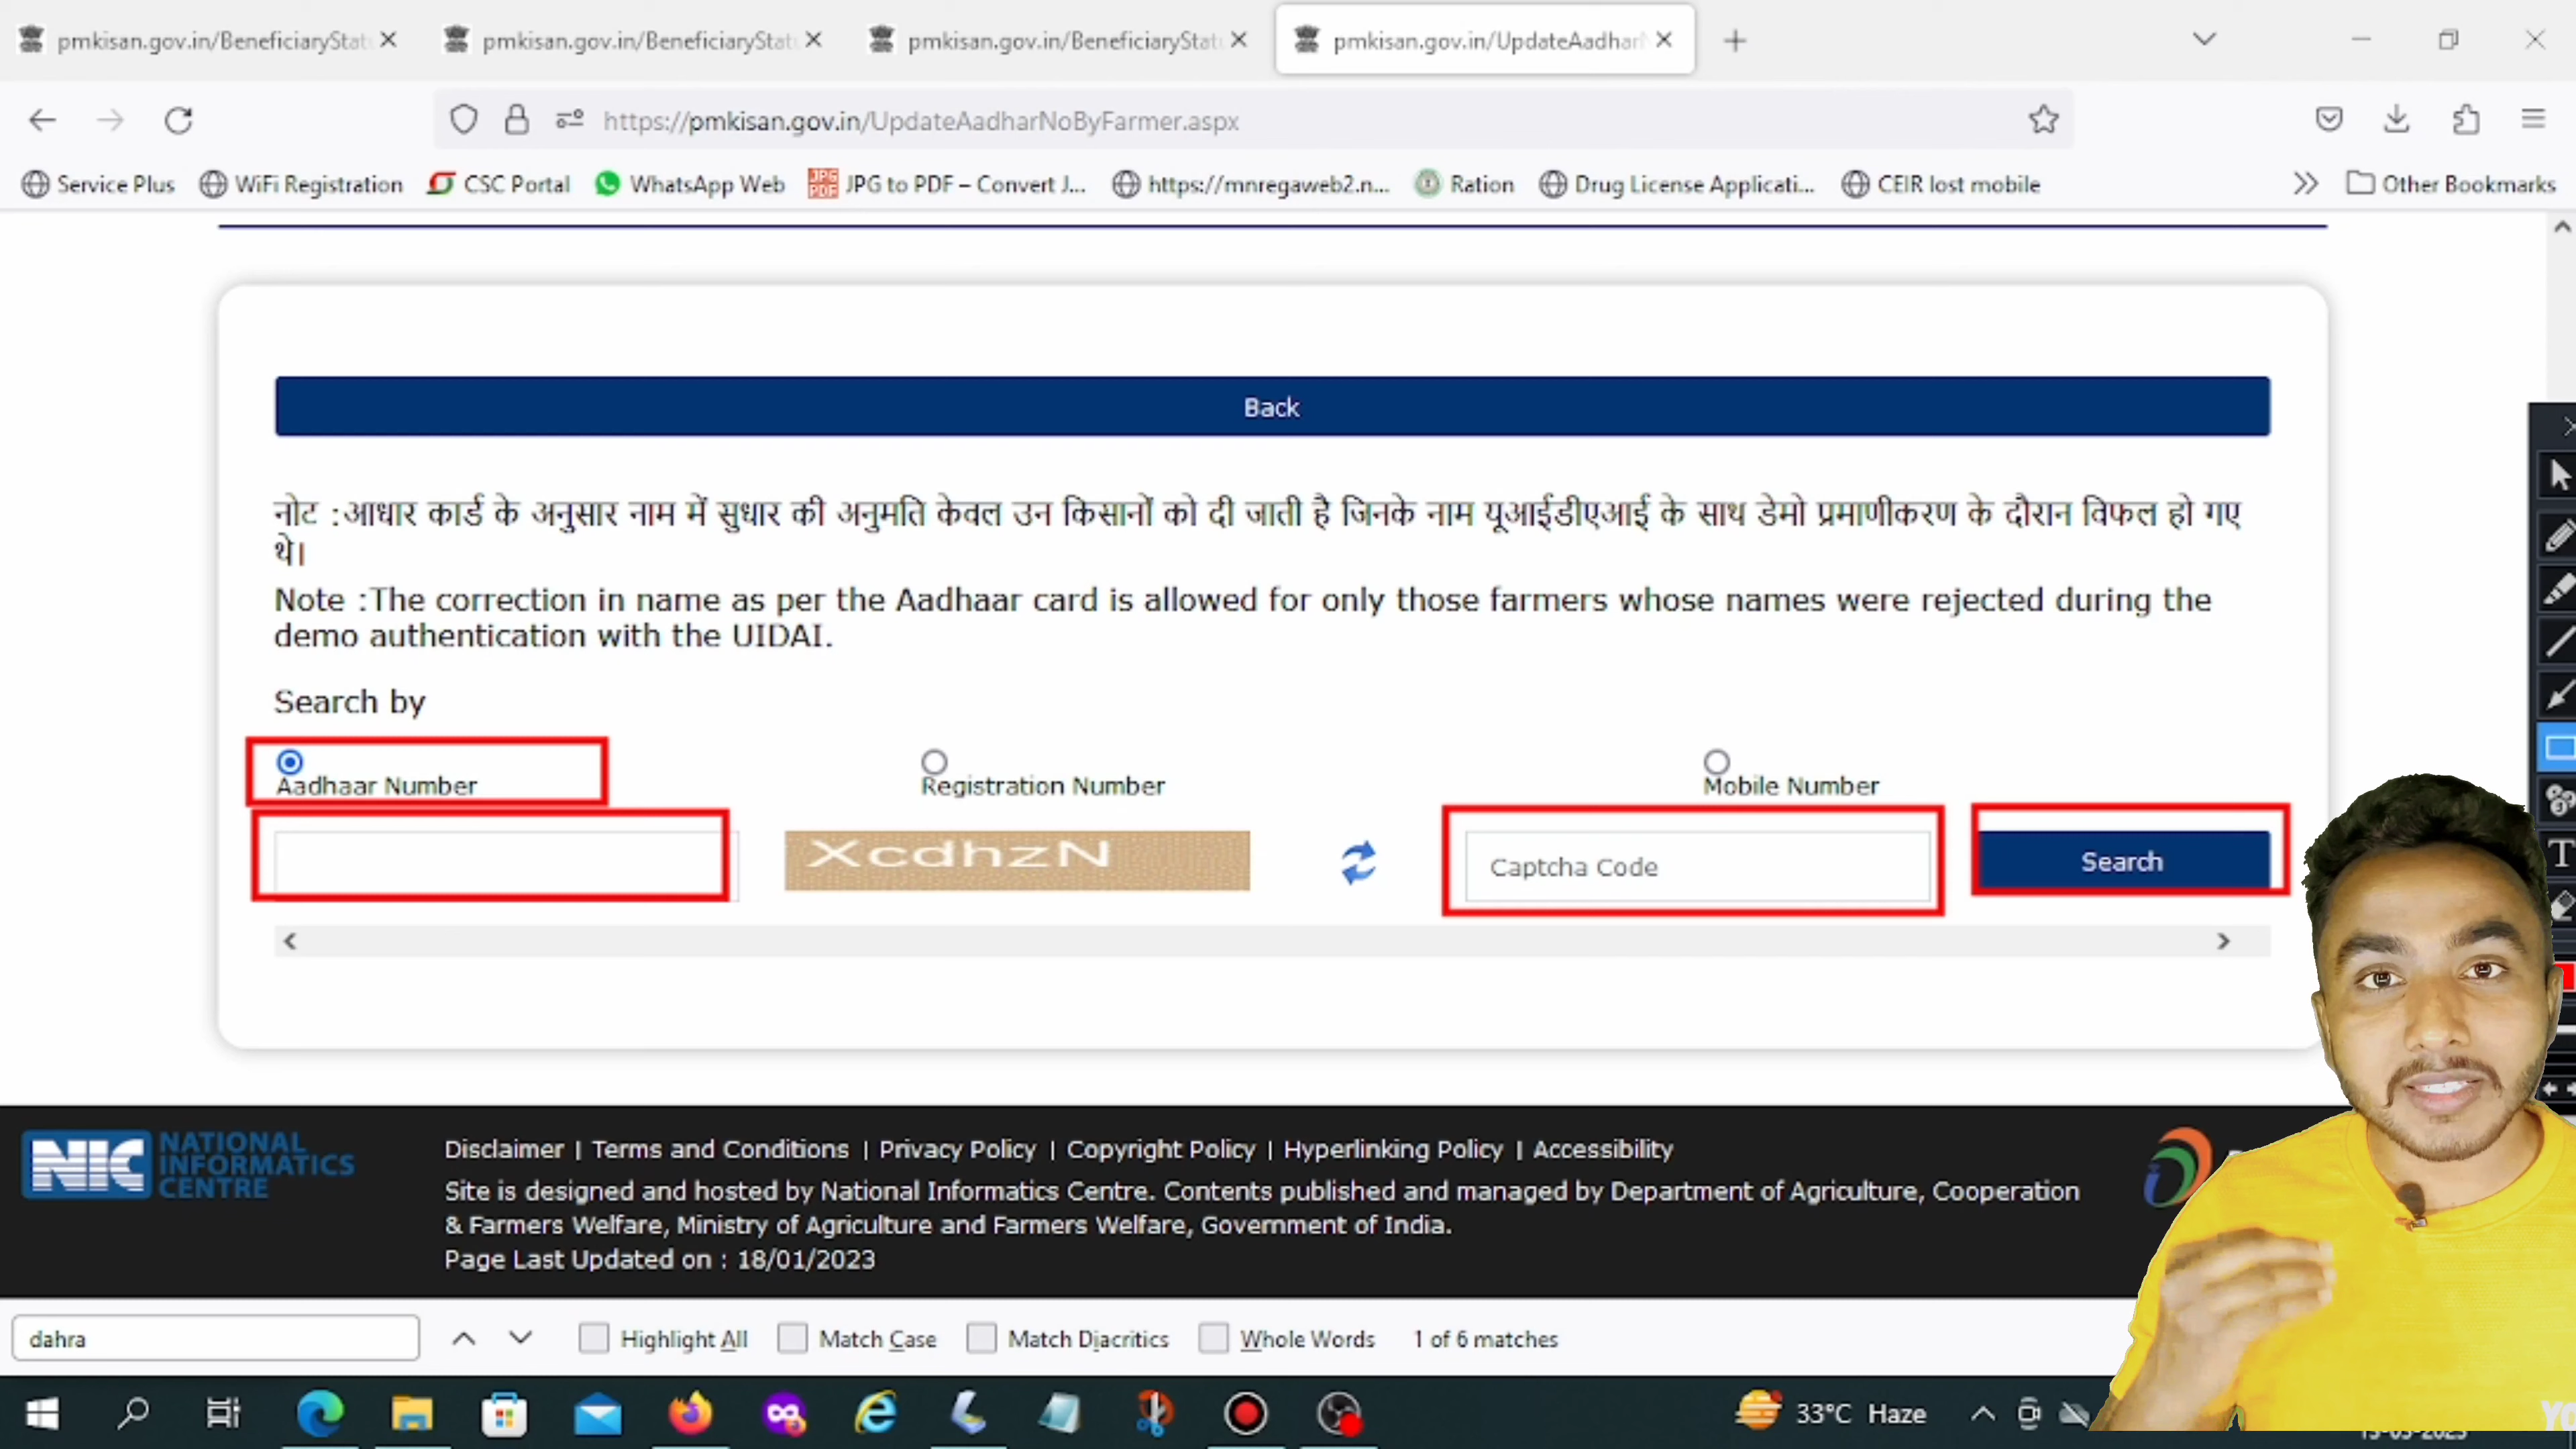 pmkisan.gov.in/BeneficiaryStat pmkisan.gov.in/BeneficiaryStat pmkisan.gov.in/BeneficiaryStat pmkisan.gov.in/UpdateAadhar
https://pmkisan.gov.in/UpdateAadharNoByFarmer.aspx
Service Plus WiFi Registration CSC Portal WhatsApp Web JPG PDF JPG to PDF – Convert J... https://mnregaweb2.n... Ration Drug License Applicati... CEIR lost mobile Other Bookmarks
Back
नोट :आधार कार्ड के अनुसार नाम में सुधार की अनुमति केवल उन किसानों को दी जाती है जिनके नाम यूआईडीएआई के साथ डेमो प्रमाणीकरण के दौरान विफल हो गए
थे।
Note :The correction in name as per the Aadhaar card is allowed for only those farmers whose names were rejected during the
demo authentication with the UIDAI.
Search by
Aadhaar Number Registration Number Mobile Number
XcdhzN Captcha Code Search
NIC NATIONAL
INFORMATICS
CENTRE
Disclaimer | Terms and Conditions | Privacy Policy | Copyright Policy | Hyperlinking Policy | Accessibility
Site is designed and hosted by National Informatics Centre. Contents published and managed by Department of Agriculture, Cooperation
& Farmers Welfare, Ministry of Agriculture and Farmers Welfare, Government of India.
Page Last Updated on : 18/01/2023
dahra Highlight All Match Case Match Diacritics Whole Words 1 of 6 matches
33°C Haze